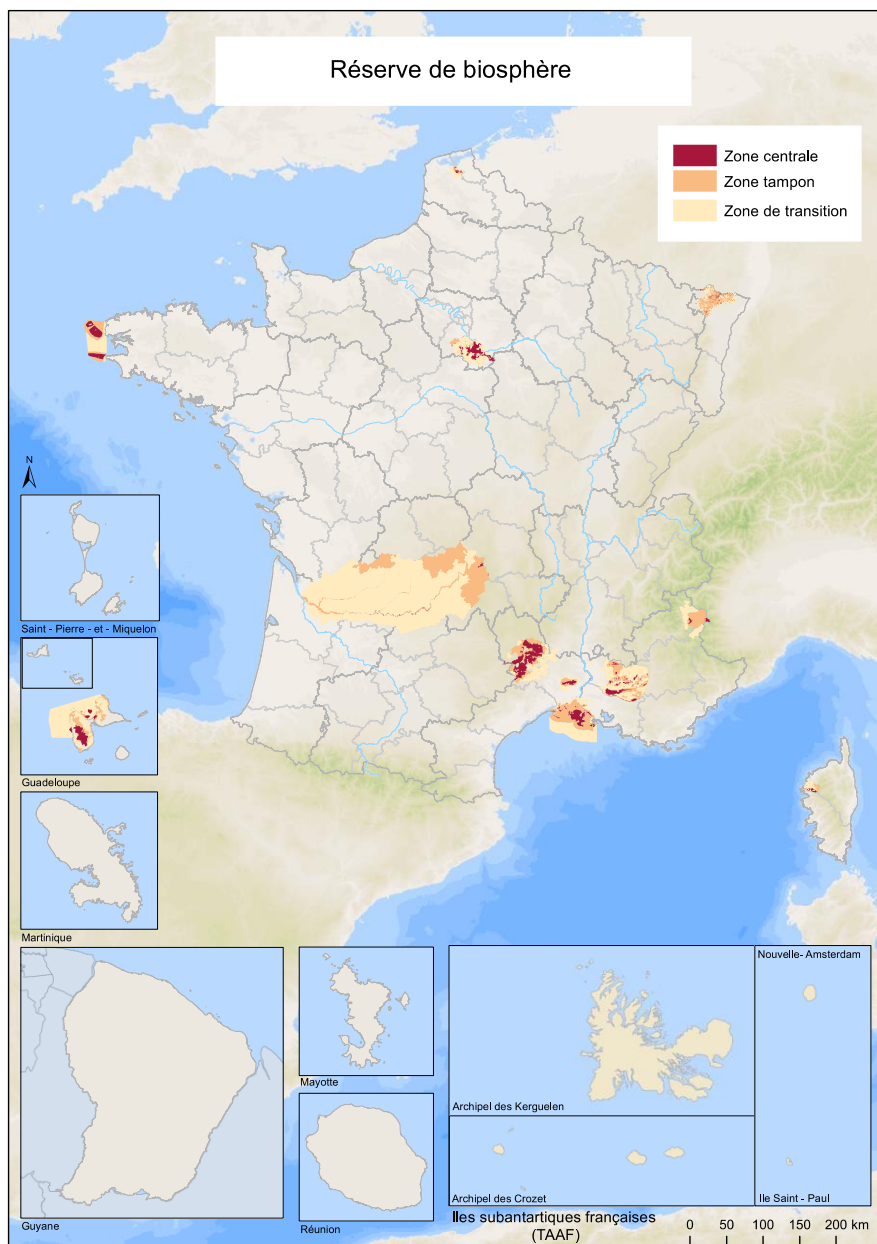 Réserve de biosphère
Zone centrale
Zone tampon
Zone de transition
N
Saint - Pierre - et - Miquelon
Guadeloupe
Martinique
Guyane
Mayotte
Réunion
Archipel des Kerguelen
Archipel des Crozet
Nouvelle- Amsterdam
Ile Saint - Paul
Iles subantartiques françaises
(TAAF)
0 50 100 150 200 km